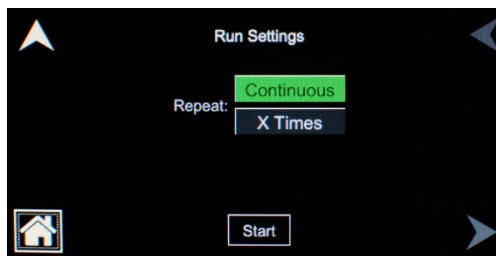 Run Settings
Continuous
Repeat:
X Times
Start